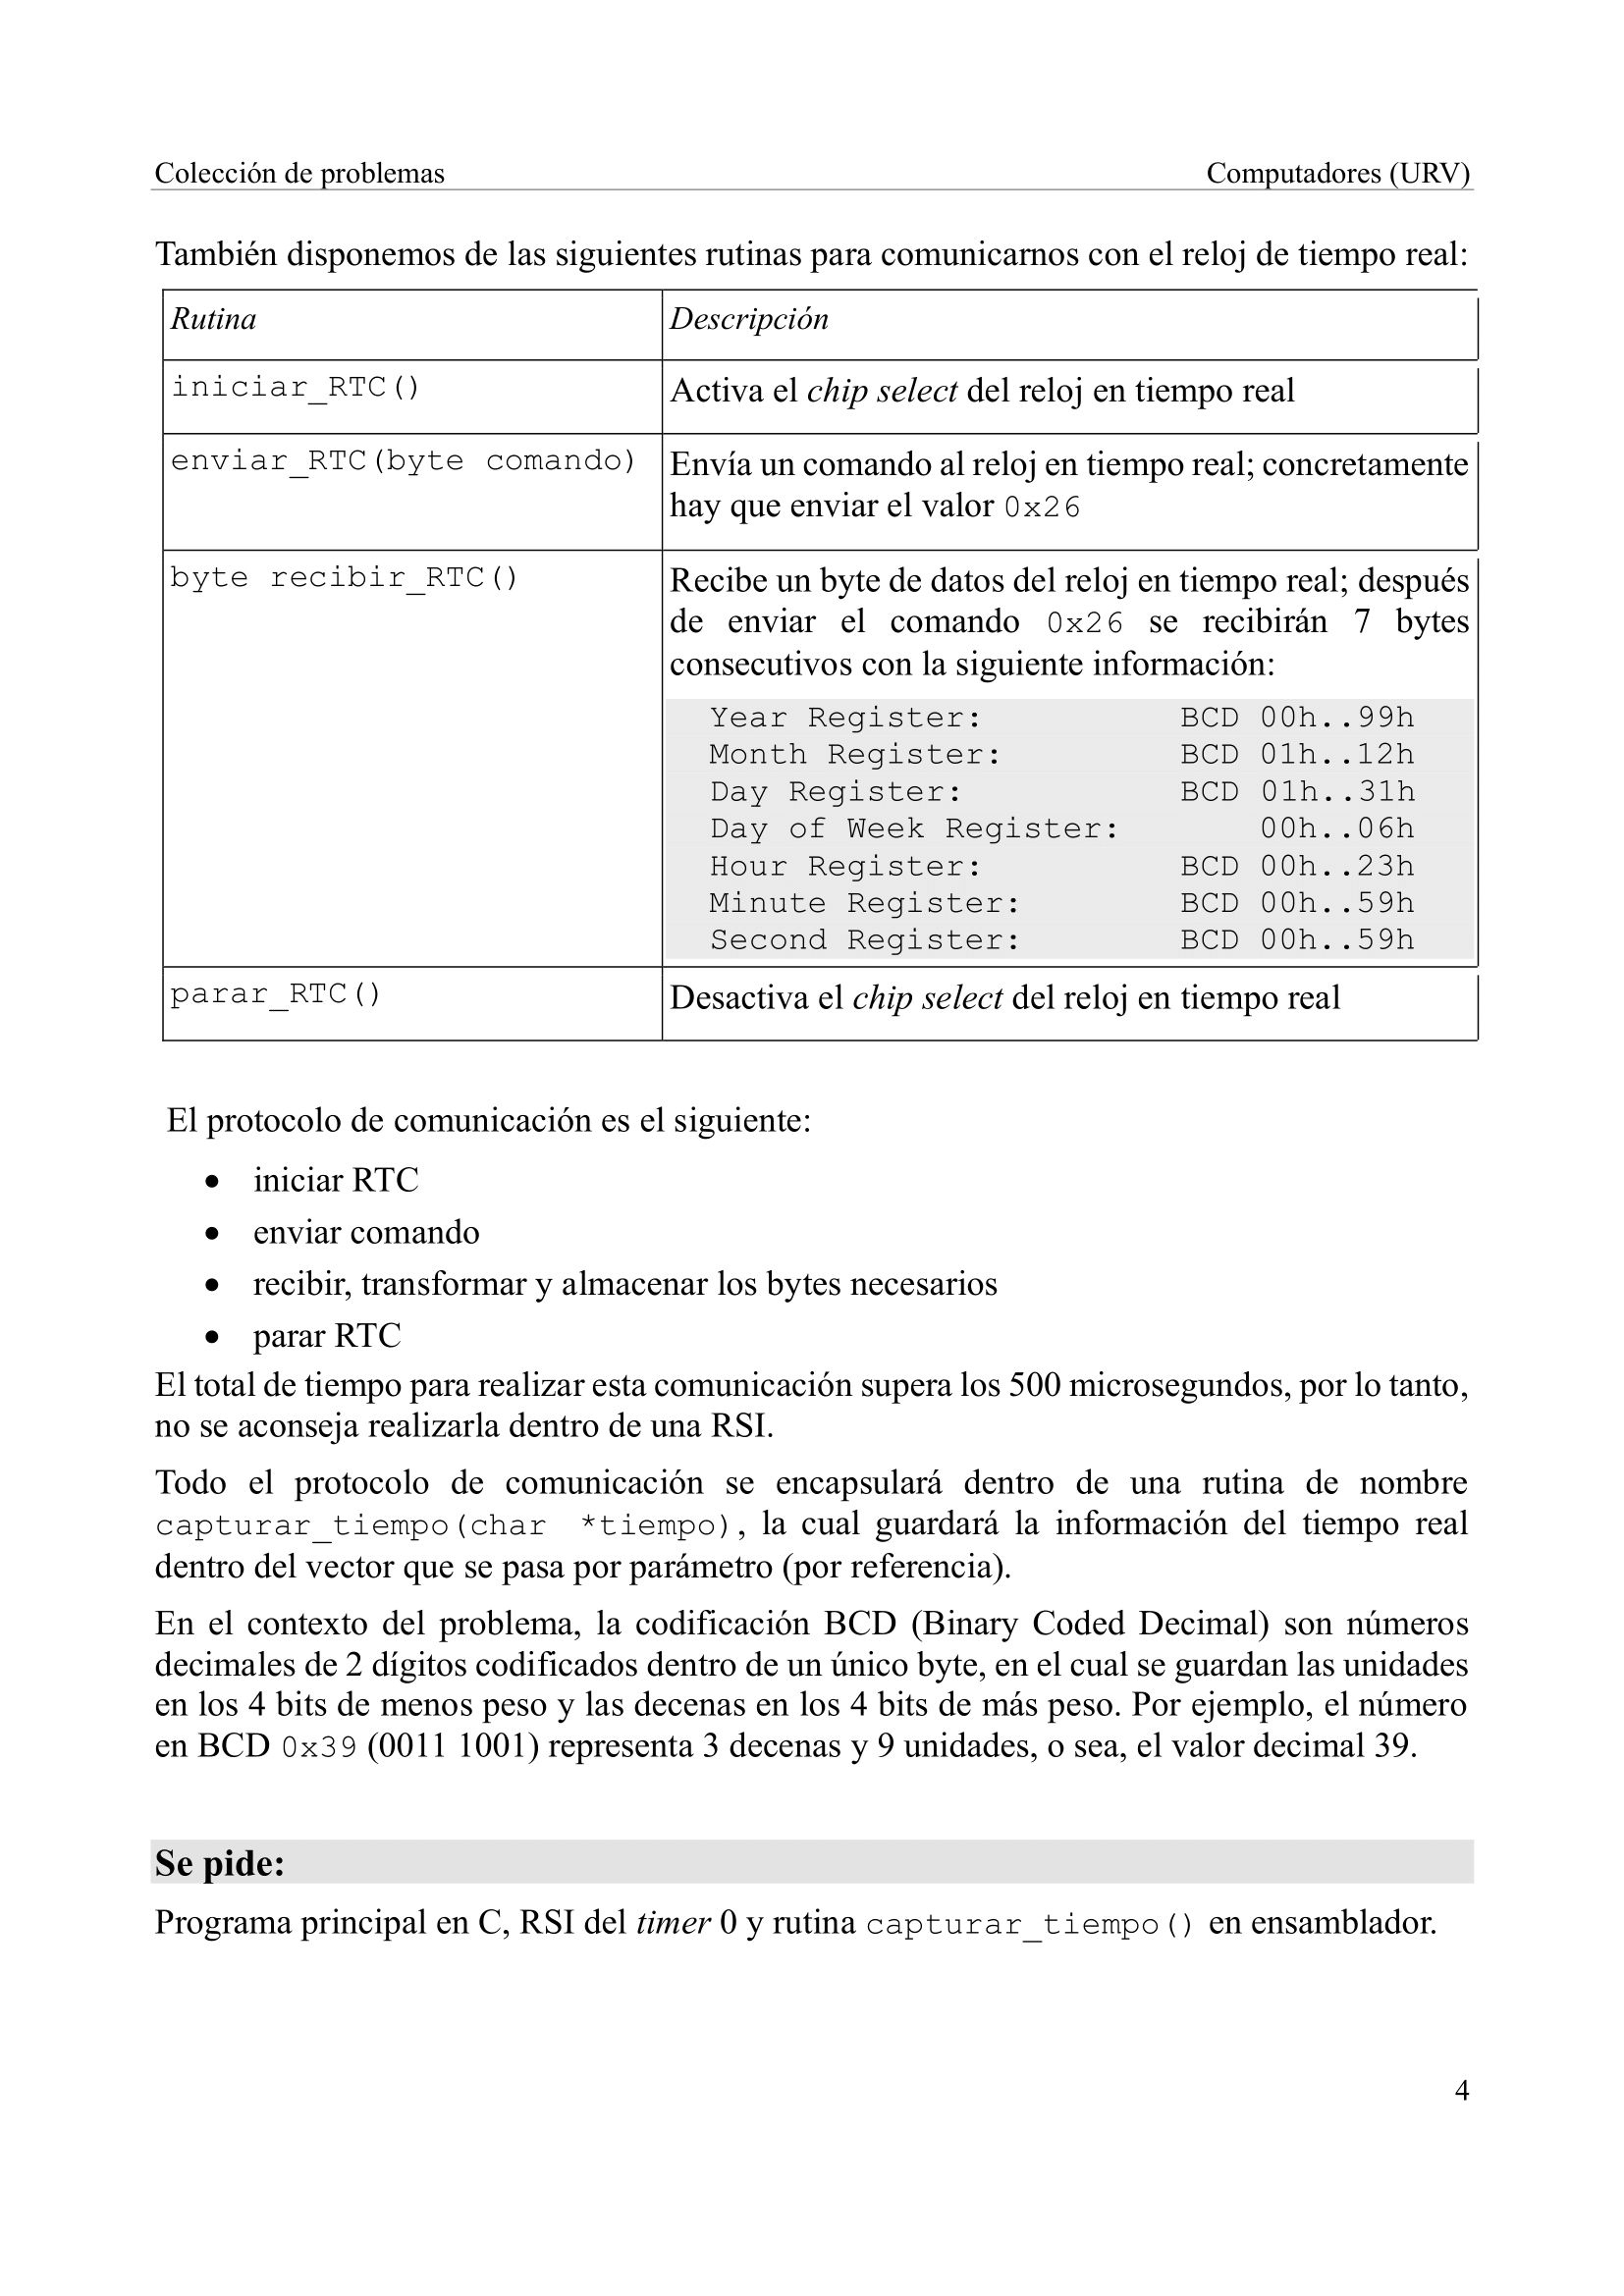 Colección de problemas Computadores (URV)
También disponemos de las siguientes rutinas para comunicarnos con el reloj de tiempo real:
Rutina Descripción
iniciar_RTC() Activa el chip select del reloj en tiempo real
enviar_RTC(byte comando) Envía un comando al reloj en tiempo real; concretamente
hay que enviar el valor 0x26
byte recibir_RTC() Recibe un byte de datos del reloj en tiempo real; después
de enviar el comando 0x26 se recibirán 7 bytes
consecutivos con la siguiente información:
Year Register: BCD 00h..99h
Month Register: BCD 01h..12h
Day Register: BCD 01h..31h
Day of Week Register: 00h..06h
Hour Register: BCD 00h..23h
Minute Register: BCD 00h..59h
Second Register: BCD 00h..59h
parar_RTC() Desactiva el chip select del reloj en tiempo real
El protocolo de comunicación es el siguiente:
• iniciar RTC
• enviar comando
• recibir, transformar y almacenar los bytes necesarios
• parar RTC
El total de tiempo para realizar esta comunicación supera los 500 microsegundos, por lo tanto,
no se aconseja realizarla dentro de una RSI.
Todo el protocolo de comunicación se encapsulará dentro de una rutina de nombre
capturar_tiempo(char *tiempo), la cual guardará la información del tiempo real
dentro del vector que se pasa por parámetro (por referencia).
En el contexto del problema, la codificación BCD (Binary Coded Decimal) son números
decimales de 2 dígitos codificados dentro de un único byte, en el cual se guardan las unidades
en los 4 bits de menos peso y las decenas en los 4 bits de más peso. Por ejemplo, el número
en BCD 0x39 (0011 1001) representa 3 decenas y 9 unidades, o sea, el valor decimal 39.
Se pide:
Programa principal en C, RSI del timer 0 y rutina capturar_tiempo() en ensamblador.
4